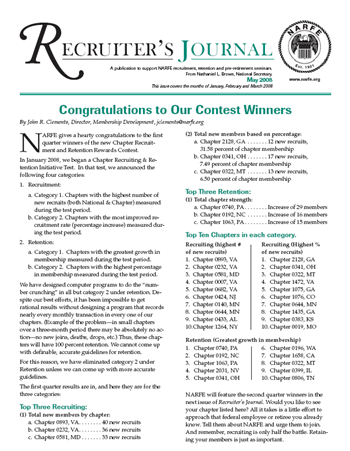 RECRUITER'S JOURNAL
A publication to support NARFE recruitment, retention and pre-retirement seminars.
From Nathaniel L. Brown, National Secretary
May 2008
This issue covers the months of January, February and March 2008
NARFE
Est. 1921
www.narfe.org
Congratulations to Our Contest Winners
By John R. Clements, Director, Membership Development, jclements@narfe.org
NARFE gives a hearty congratulations to the first
quarter winners of the new Chapter Recruit-
ment and Retention Rewards Contest.
In January 2008, we began a Chapter Recruiting & Re-
tention Initiative Test. In that test, we announced the
following four categories:
1. Recruitment:
a. Category 1. Chapters with the highest number of
new recruits (both National & Chapter) measured
during the test period.
b. Category 2. Chapters with the most improved re-
cruitment rate (percentage increase) measured dur-
ing the test period.
2. Retention:
a. Category 1. Chapters with the greatest growth in
membership measured during the test period.
b. Category 2. Chapters with the highest percentage
in membership measured during the test period.
We have designed computer programs to do the "num-
ber crunching" in all but category 2 under retention. De-
spite our best efforts, it has been impossible to get
rational results without designing a program that records
nearly every monthly transaction in every one of our
chapters. (Example of the problem—in small chapters
over a three-month period there may be absolutely no ac-
tion—no new joins, deaths, drops, etc.) Thus, these chap-
ters will have 100 percent retention. We cannot come up
with definable, accurate guidelines for retention.
For this reason, we have eliminated category 2 under
Retention unless we can come up with more accurate
guidelines.
The first quarter results are in, and here they are for the
three categories:
Top Three Recruiting:
(1) Total new members by chapter:
a. Chapter 0893, VA . . . . . . . 40 new recruits
b. Chapter 0232, VA . . . . . . . 36 new recruits
c. Chapter 0581, MD . . . . . . . 33 new recruits
(2) Total new members based on percentage:
a. Chapter 2128, GA . . . . . . . 12 new recruits,
31.58 percent of chapter membership
b. Chapter 0341, OH . . . . . . . 17 new recruits,
7.49 percent of chapter membership
c. Chapter 0322, MT . . . . . . . 13 new recruits,
6.50 percent of chapter membership
Top Three Retention:
(1) Total chapter strength:
a. Chapter 0740, PA . . . . . . . Increase of 29 members
b. Chapter 0192, NC . . . . . . . Increase of 16 members
c. Chapter 1063, PA . . . . . . . Increase of 15 members
Top Ten Chapters in each category.
Recruiting (highest #
of new recruits)
1. Chapter 0893, VA
2. Chapter 0232, VA
3. Chapter 0581, MD
4. Chapter 0007, VA
5. Chapter 0682, VA
6. Chapter 0424, NJ
7. Chapter 0140, MN
8. Chapter 0644, MN
9. Chapter 0403, AL
10. Chapter 1264, NY
Recruiting (Highest %
of new recruits)
1. Chapter 2128, GA
2. Chapter 0341, OH
3. Chapter 0322, MT
4. Chapter 1472, VA
5. Chapter 1075, GA
6. Chapter 1076, CO
7. Chapter 0644, MN
8. Chapter 1435, GA
9. Chapter 0383, KS
10. Chapter 0019, MO
Retention (Greatest growth in membership)
1. Chapter 0740, PA
2. Chapter 0192, NC
3. Chapter 1063, PA
4. Chapter 2031, NV
5. Chapter 0341, OH
6. Chapter 0196, WA
7. Chapter 1658, CA
8. Chapter 0322, MT
9. Chapter 0399, IL
10. Chapter 0806, TN
NARFE will feature the second quarter winners in the
next issue of Recruiter's Journal. Would you like to see
your chapter listed here? All it takes is a little effort to
approach that federal employee or retiree you already
know. Tell them about NARFE and urge them to join.
And remember, recruiting is only half the battle. Retain-
ing your members is just as important.